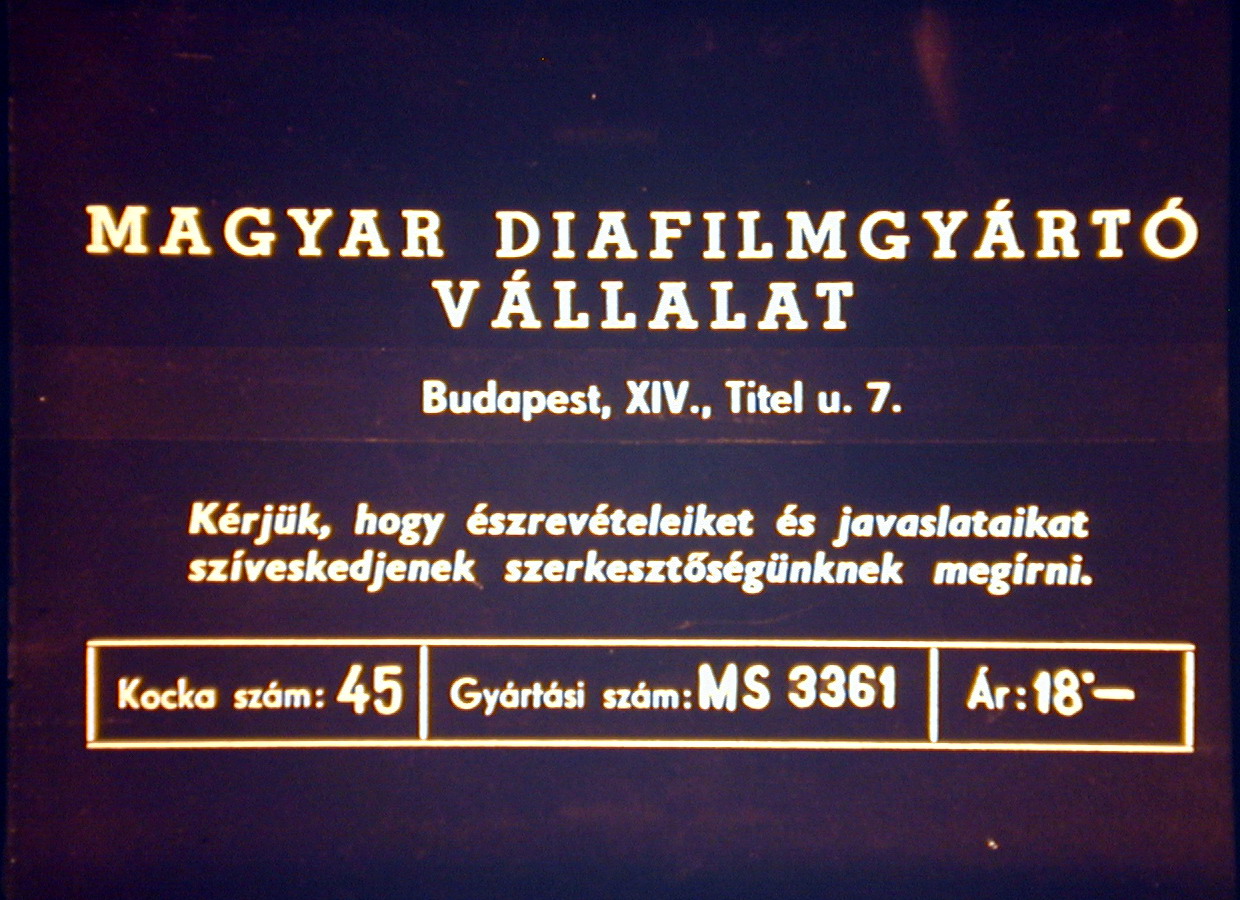 MAGYAR DIAFILMGYÁRTÓ
VÁLLALAT
Budapest, XIV., Titel u. 7.
Kérjük, hogy észrevételeiket és javaslataikat
szíveskedjenek szerkesztőségünknek megírni.
Kocka szám: 45 Gyártási szám: MS 3361 Ár: 18·—